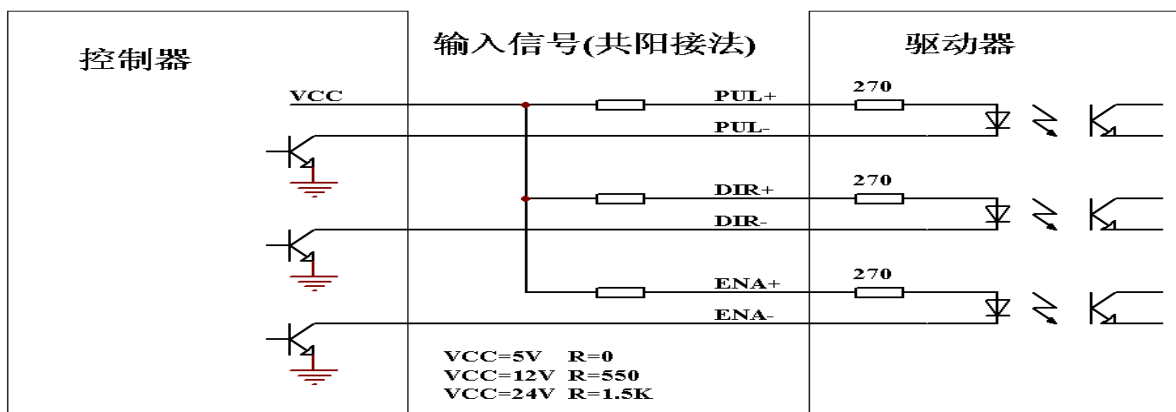 控制器
输入信号(共阳接法)
驱动器
VCC
PUL+
270
PUL-
DIR+
270
DIR-
ENA+
270
ENA-
VCC=5V R=0
VCC=12V R=550
VCC=24V R=1.5K